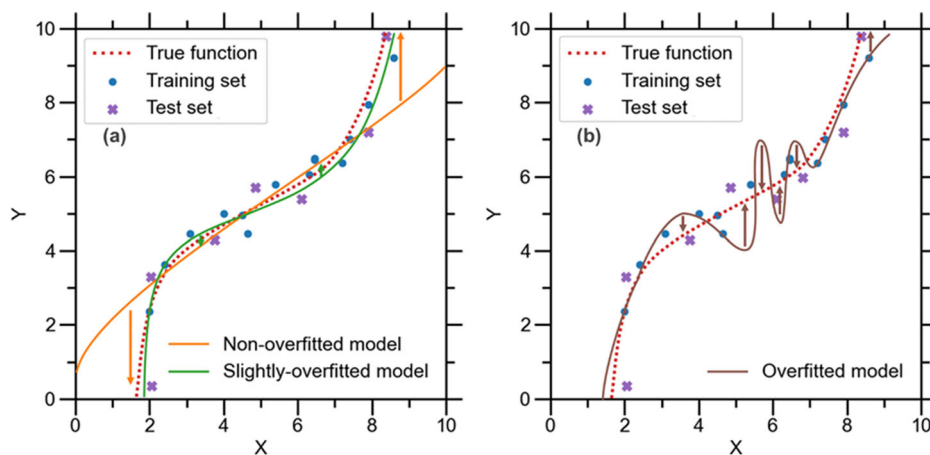 10
8
6
4
2
0
Y
True function
Training set
Test set
(a)
Non-overfitted model
Slightly-overfitted model
0 2 4 6 8 10
X
10
8
6
4
2
0
Y
True function
Training set
Test set
(b)
Overfitted model
0 2 4 6 8 10
X